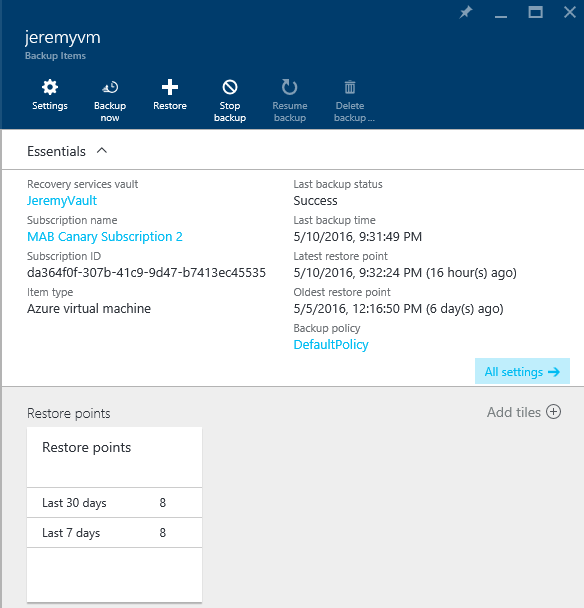 jeremyvm
Backup Items
Settings
Backup now
Restore
Stop backup
Resume backup
Delete backup ...
Essentials
Recovery services vault
JeremyVault
Subscription name
MAB Canary Subscription 2
Subscription ID
da364f0f-307b-41c9-9d47-b7413ec45535
Item type
Azure virtual machine
Last backup status
Success
Last backup time
5/10/2016, 9:31:49 PM
Latest restore point
5/10/2016, 9:32:24 PM (16 hour(s) ago)
Oldest restore point
5/5/2016, 12:16:50 PM (6 day(s) ago)
Backup policy
DefaultPolicy
All settings
Restore points
Add tiles
Restore points
Last 30 days 8
Last 7 days 8